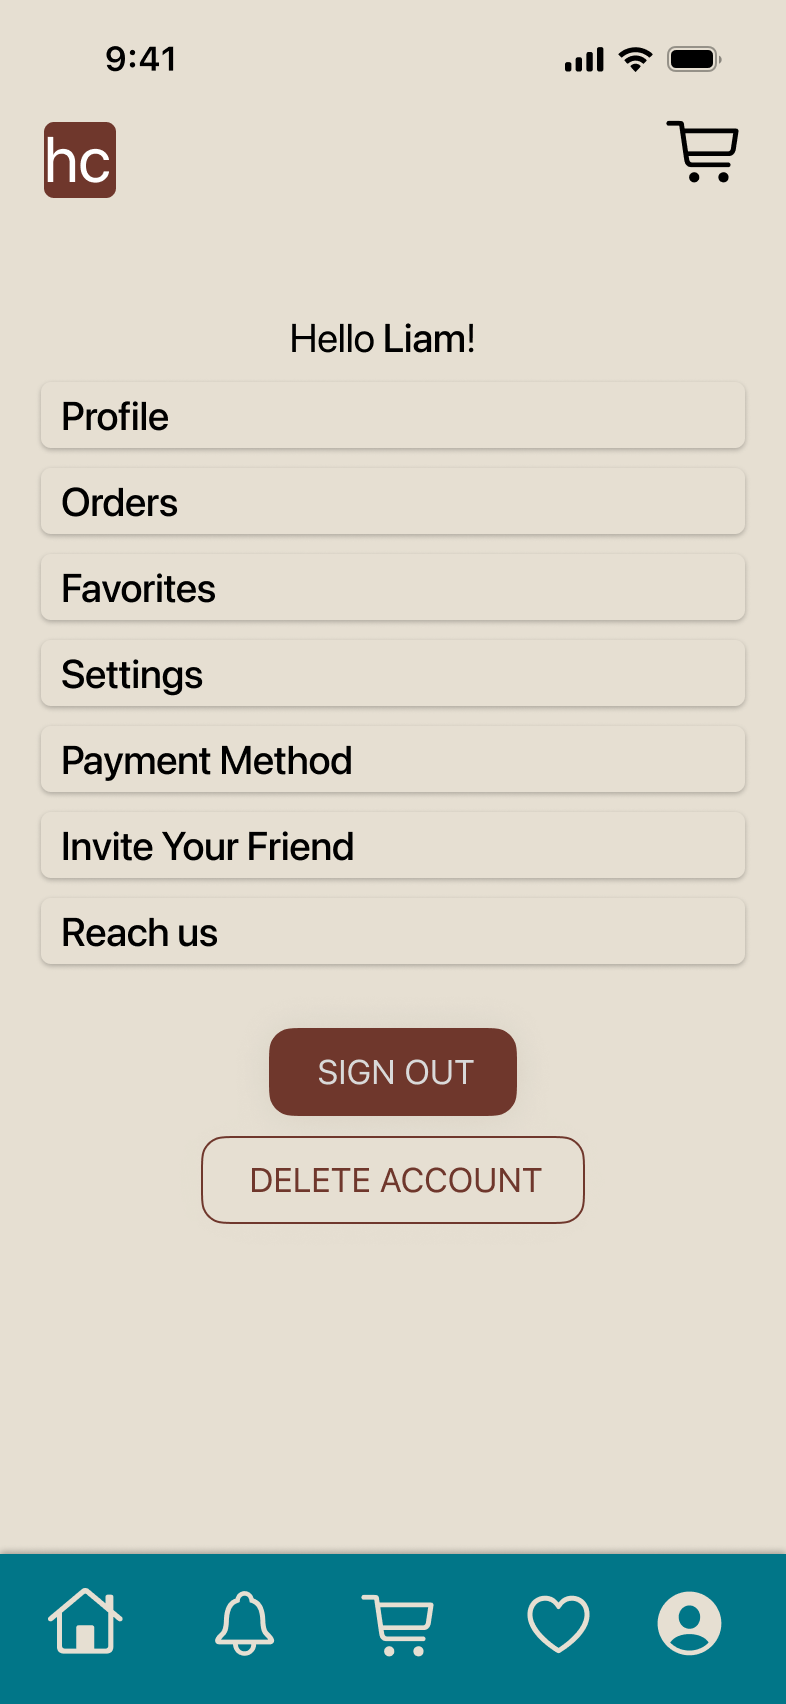 9:41
hc
Hello Liam!
Profile
Orders
Favorites
Settings
Payment Method
Invite Your Friend
Reach us
SIGN OUT
DELETE ACCOUNT